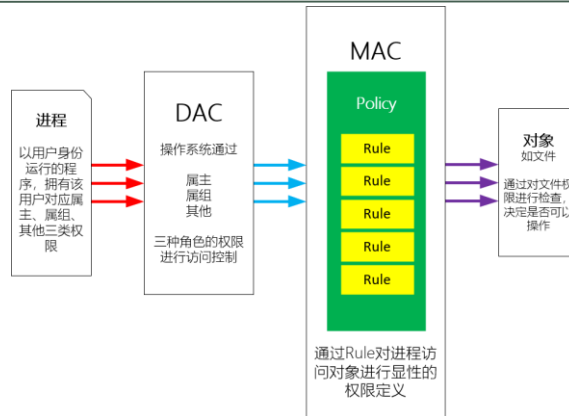 进程
以用户身份
运行的程
序，拥有该
用户对应属
主、属组、
其他三类权
限
DAC
操作系统通过
属主
属组
其他
三种角色的权限
进行访问控制
MAC
Policy
Rule
Rule
Rule
Rule
Rule
通过Rule对进程访
问对象进行显性的
权限定义
对象
如文件
通过对文件权
限进行检查，
决定是否可以
操作